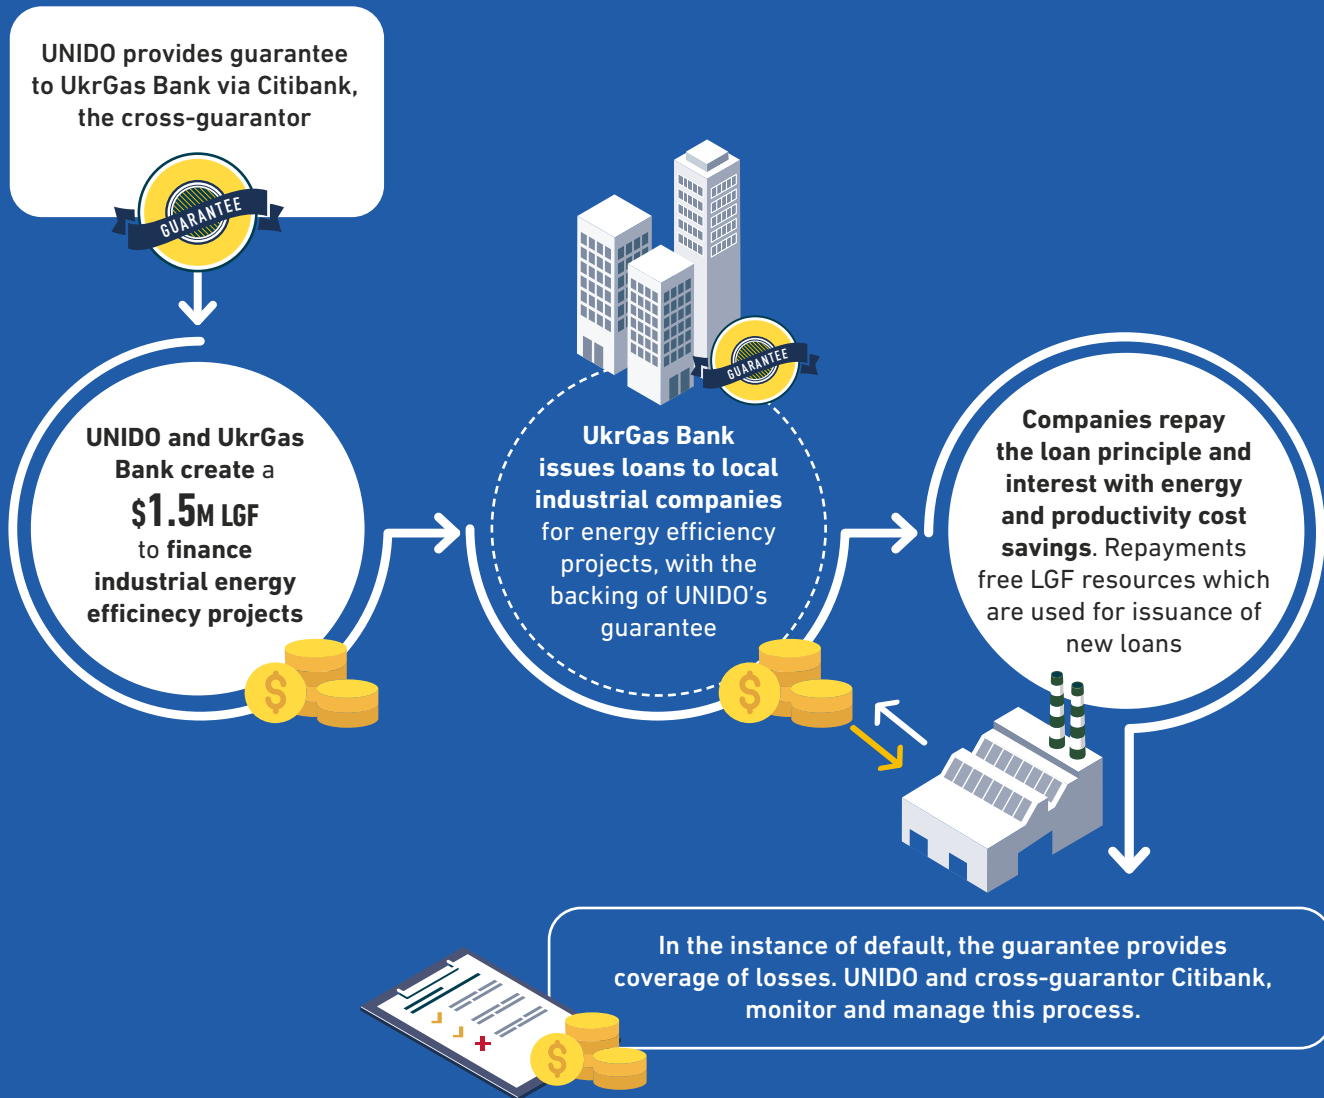 UNIDO provides guarantee
to UkrGas Bank via Citibank,
the cross-guarantor
GUARANTEE
UNIDO and UkrGas
Bank create a
$1.5M LGF
to finance
industrial energy
efficinecy projects
$
GUARANTEE
UkrGas Bank
issues loans to local
industrial companies
for energy efficiency
projects, with the
backing of UNIDO's
guarantee
$
Companies repay
the loan principle and
interest with energy
and productivity cost
savings. Repayments
free LGF resources which
are used for issuance of
new loans
In the instance of default, the guarantee provides
coverage of losses. UNIDO and cross-guarantor Citibank,
monitor and manage this process.
$